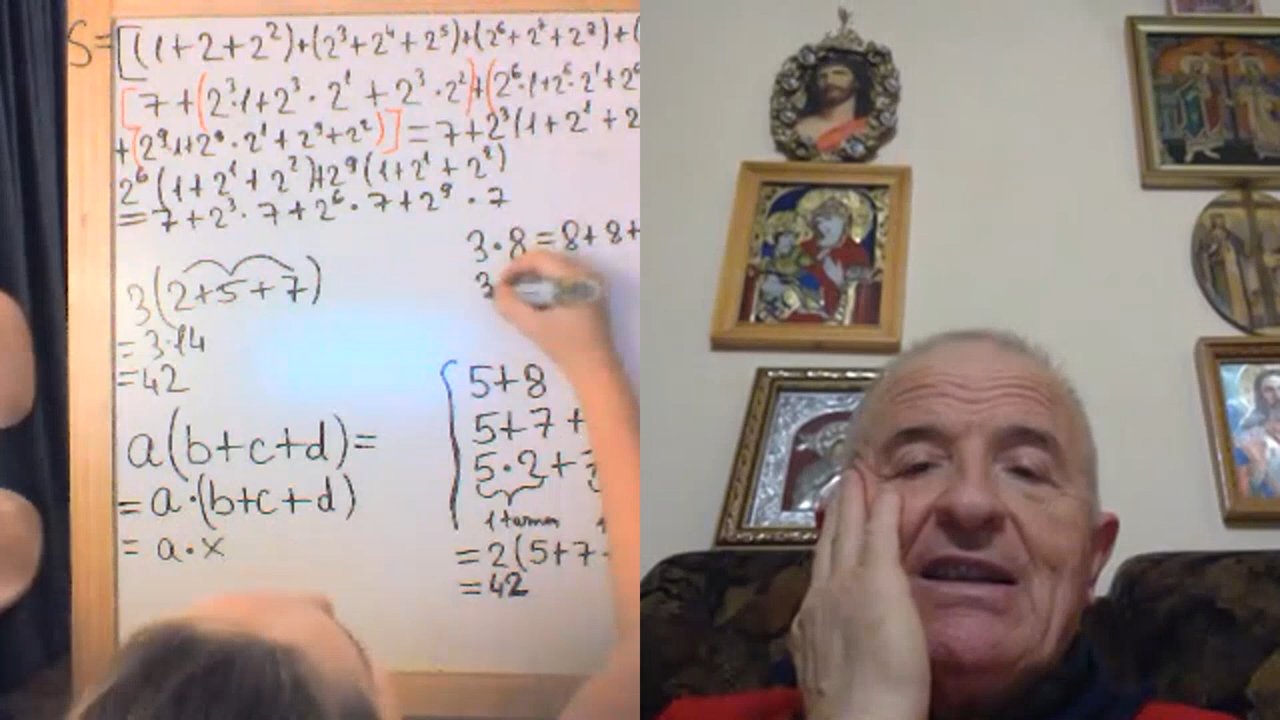 S=[(1+2+2²)+(2³+2⁴+2⁵)+(2⁶+2⁷+2⁸)+(
[7+(2³·1+2³·2¹+2³·2²)+(2⁶·1+2⁶·2¹+2⁶
+(2⁹·1+2⁹·2¹+2⁹+2²)]=7+2³(1+2¹+2
2⁶(1+2¹+2²)+2⁹(1+2¹+2²)
=7+2³·7+2⁶·7+2⁹·7
3·8=8+8+
3
3(2+5+7)
=3·14
=42
a(b+c+d)=
=a·(b+c+d)
=a·x
5+8
5+7+
5·2+
1 taman
=2(5+7
=42